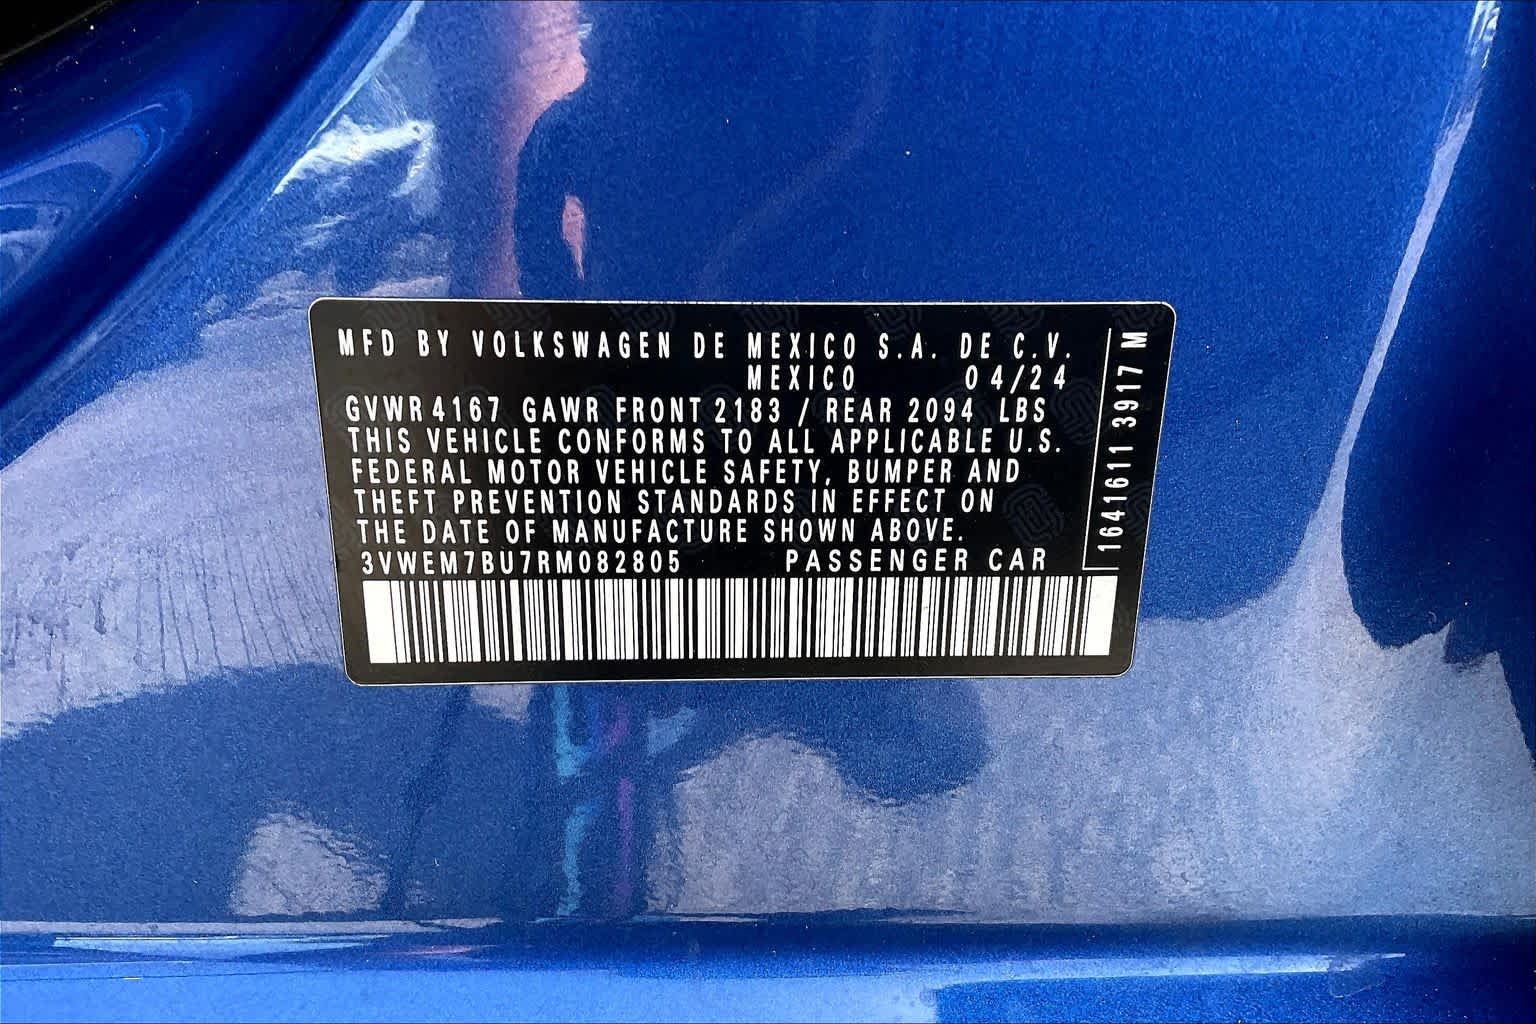 MFD BY VOLKSWAGEN DE MEXICO S.A. DE C.V.
MEXICO 04/24
GVWR 4167 GAWR FRONT 2183 / REAR 2094 LBS
THIS VEHICLE CONFORMS TO ALL APPLICABLE U.S.
FEDERAL MOTOR VEHICLE SAFETY, BUMPER AND
THEFT PREVENTION STANDARDS IN EFFECT ON
THE DATE OF MANUFACTURE SHOWN ABOVE.
3VWEM7BU7RM082805 PASSENGER CAR
1641611 3917 M